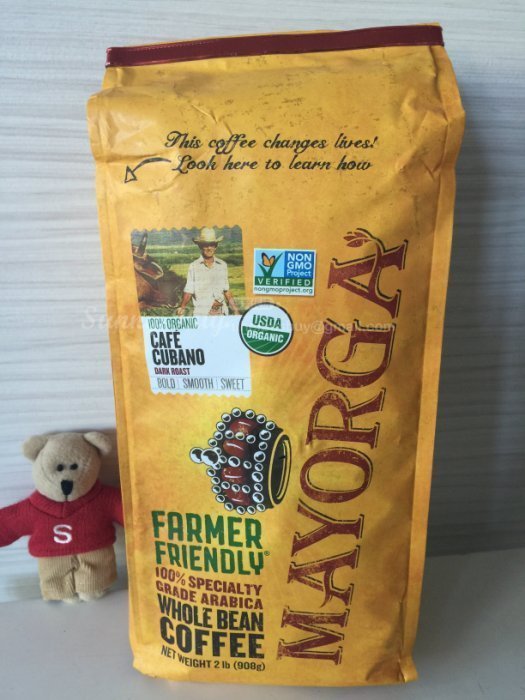 This coffee changes lives!
Look here to learn how
NON
GMO
Project
VERIFIED
nongmoproject.org
100% ORGANIC
CAFÉ
CUBANO
DARK ROAST
BOLD | SMOOTH | SWEET
USDA
ORGANIC
MAYORGA
FARMER
FRIENDLY®
100% SPECIALTY
GRADE ARABICA
WHOLE BEAN
COFFEE
NET WEIGHT 2 lb (908g)
S